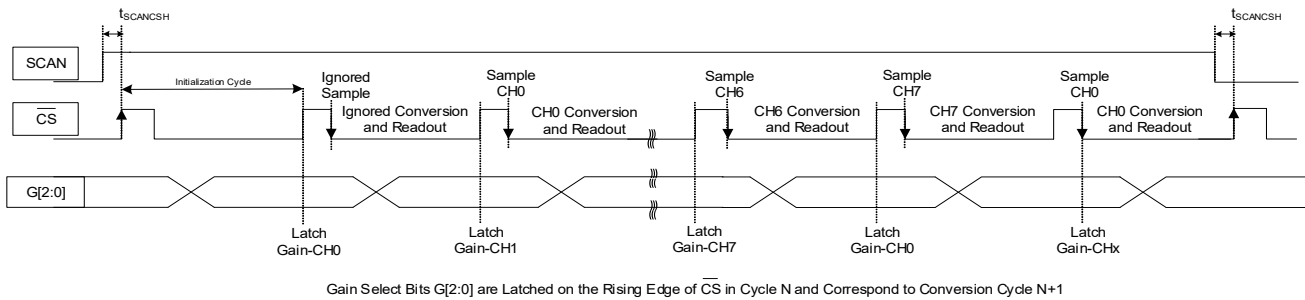 tSCANCSH
tSCANCSH
SCAN
Initialization Cycle
Ignored
Sample
Sample
CH0
Sample
CH6
Sample
CH7
Sample
CH0
CS
Ignored Conversion
and Readout
CH0 Conversion
and Readout
CH6 Conversion
and Readout
CH7 Conversion
and Readout
CH0 Conversion
and Readout
G[2:0]
Latch
Gain-CH0
Latch
Gain-CH1
Latch
Gain-CH7
Latch
Gain-CH0
Latch
Gain-CHx
Gain Select Bits G[2:0] are Latched on the Rising Edge of CS in Cycle N and Correspond to Conversion Cycle N+1